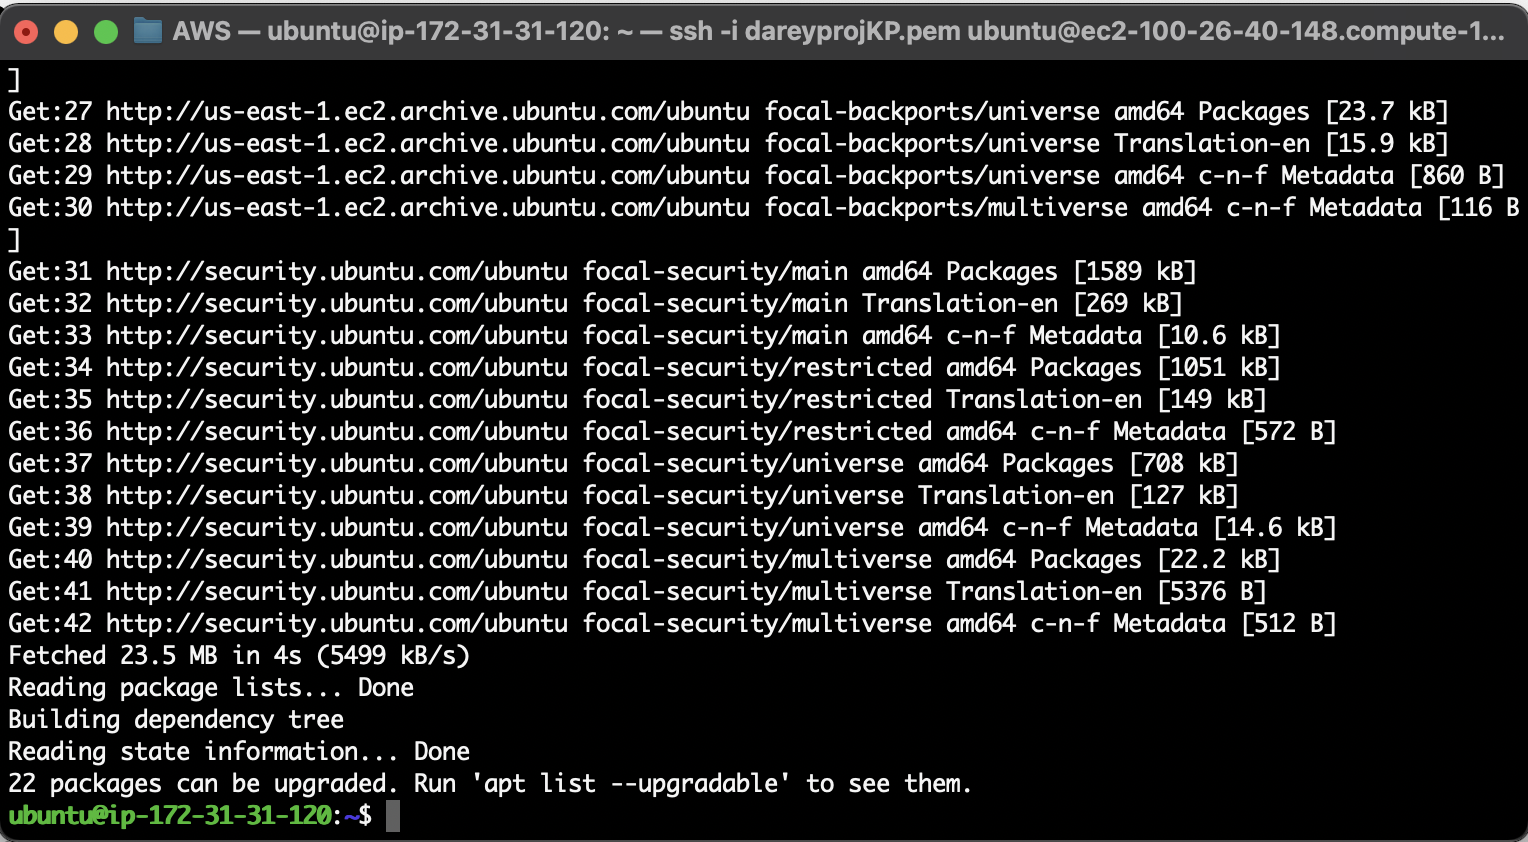 AWS — ubuntu@ip-172-31-31-120: ~ — ssh -i dareyprojKP.pem ubuntu@ec2-100-26-40-148.compute-1...
]
Get:27 http://us-east-1.ec2.archive.ubuntu.com/ubuntu focal-backports/universe amd64 Packages [23.7 kB]
Get:28 http://us-east-1.ec2.archive.ubuntu.com/ubuntu focal-backports/universe Translation-en [15.9 kB]
Get:29 http://us-east-1.ec2.archive.ubuntu.com/ubuntu focal-backports/universe amd64 c-n-f Metadata [860 B]
Get:30 http://us-east-1.ec2.archive.ubuntu.com/ubuntu focal-backports/multiverse amd64 c-n-f Metadata [116 B
]
Get:31 http://security.ubuntu.com/ubuntu focal-security/main amd64 Packages [1589 kB]
Get:32 http://security.ubuntu.com/ubuntu focal-security/main Translation-en [269 kB]
Get:33 http://security.ubuntu.com/ubuntu focal-security/main amd64 c-n-f Metadata [10.6 kB]
Get:34 http://security.ubuntu.com/ubuntu focal-security/restricted amd64 Packages [1051 kB]
Get:35 http://security.ubuntu.com/ubuntu focal-security/restricted Translation-en [149 kB]
Get:36 http://security.ubuntu.com/ubuntu focal-security/restricted amd64 c-n-f Metadata [572 B]
Get:37 http://security.ubuntu.com/ubuntu focal-security/universe amd64 Packages [708 kB]
Get:38 http://security.ubuntu.com/ubuntu focal-security/universe Translation-en [127 kB]
Get:39 http://security.ubuntu.com/ubuntu focal-security/universe amd64 c-n-f Metadata [14.6 kB]
Get:40 http://security.ubuntu.com/ubuntu focal-security/multiverse amd64 Packages [22.2 kB]
Get:41 http://security.ubuntu.com/ubuntu focal-security/multiverse Translation-en [5376 B]
Get:42 http://security.ubuntu.com/ubuntu focal-security/multiverse amd64 c-n-f Metadata [512 B]
Fetched 23.5 MB in 4s (5499 kB/s)
Reading package lists... Done
Building dependency tree
Reading state information... Done
22 packages can be upgraded. Run 'apt list --upgradable' to see them.
ubuntu@ip-172-31-31-120:~$